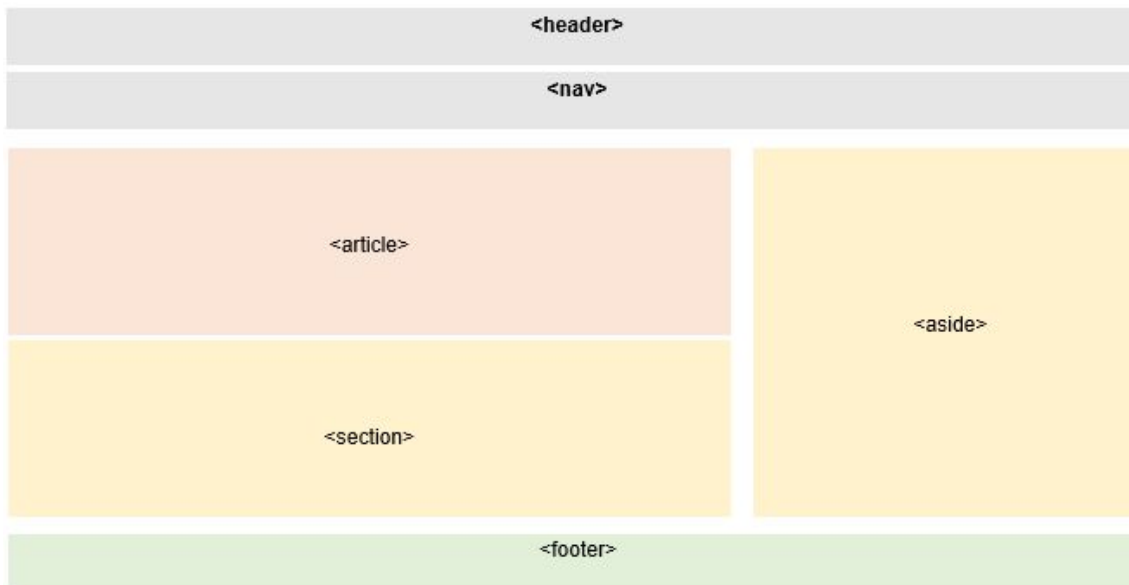 <header>
<nav>
<article>
<aside>
<section>
<footer>